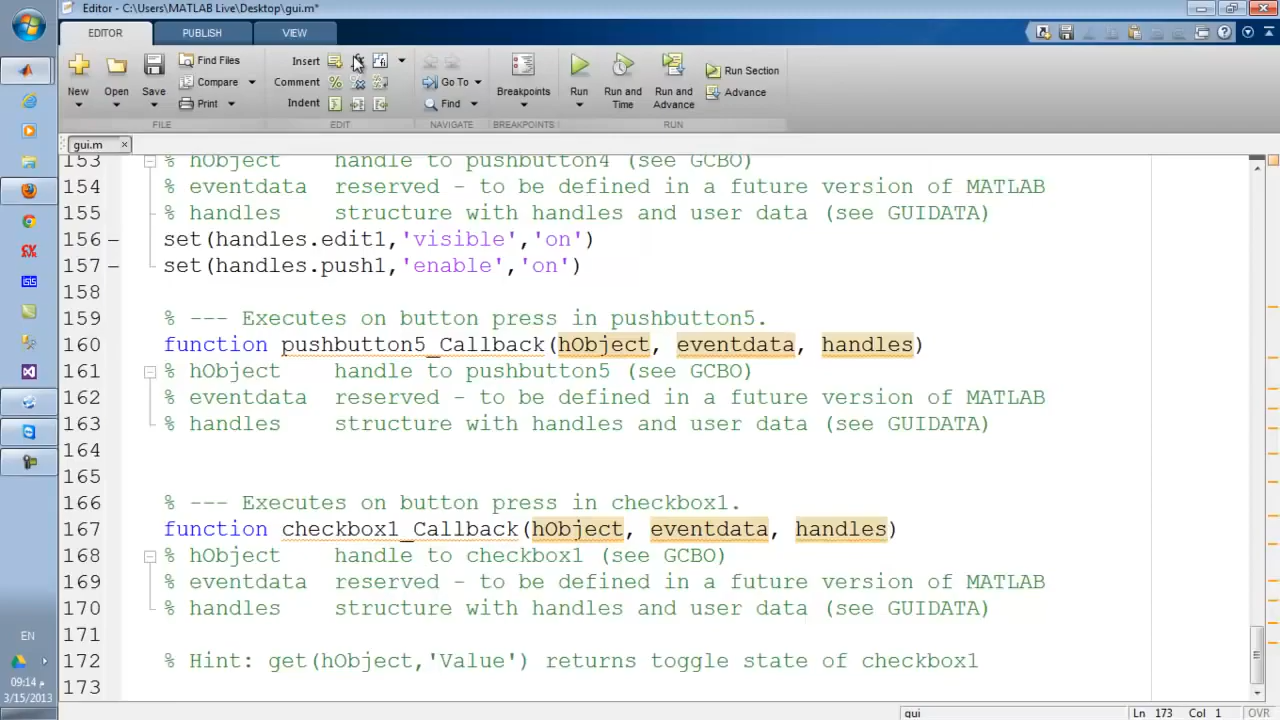 Editor - C:\Users\MATLAB Live\Desktop\gui.m*
EDITOR PUBLISH VIEW
New Open Save Find Files Compare Print
Insert Comment Indent
Go To Find
Breakpoints
Run Run and Time Run and Advance Run Section Advance
FILE EDIT NAVIGATE BREAKPOINTS RUN
gui.m
153 % hObject    handle to pushbutton4 (see GCBO)
154 % eventdata  reserved - to be defined in a future version of MATLAB
155 % handles    structure with handles and user data (see GUIDATA)
156 – set(handles.edit1,'visible','on')
157 – set(handles.push1,'enable','on')
158
159 % --- Executes on button press in pushbutton5.
160 function pushbutton5_Callback(hObject, eventdata, handles)
161 % hObject    handle to pushbutton5 (see GCBO)
162 % eventdata  reserved - to be defined in a future version of MATLAB
163 % handles    structure with handles and user data (see GUIDATA)
164
165
166 % --- Executes on button press in checkbox1.
167 function checkbox1_Callback(hObject, eventdata, handles)
168 % hObject    handle to checkbox1 (see GCBO)
169 % eventdata  reserved - to be defined in a future version of MATLAB
170 % handles    structure with handles and user data (see GUIDATA)
171
172 % Hint: get(hObject,'Value') returns toggle state of checkbox1
173
EN
09:14 م
3/15/2013
gui
Ln 173 Col 1 OVR